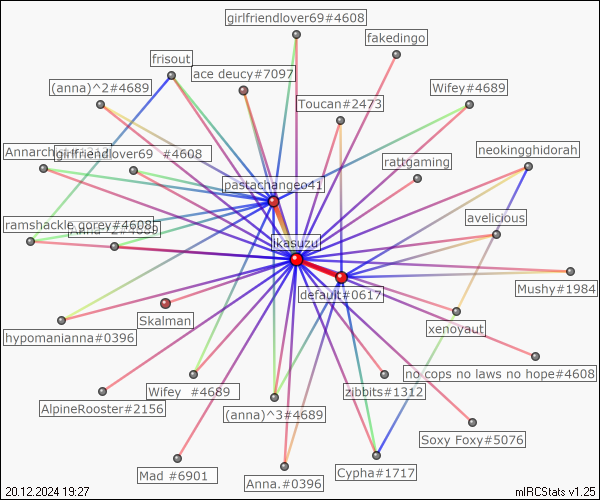 girlfriendlover69#4608
fakedingo
frisout
ace deucy#7097
(anna)^2#4689
Wifey#4689
Toucan#2473
neokingghidorah
girlfriendlover69 #4608
rattgaming
pastachangeo41
avelicious
ramshackle.gorey#4608
ikasuzu
Mushy#1984
default#0617
Skalman
xenoyaut
hypomanianna#0396
no cops no laws no hope#4608
Wifey #4689
zibbits#1312
AlpineRooster#2156
(anna)^3#4689
Soxy Foxy#5076
Mad #6901
Anna.#0396
Cypha#1717
20.12.2024 19:27
mIRCStats v1.25